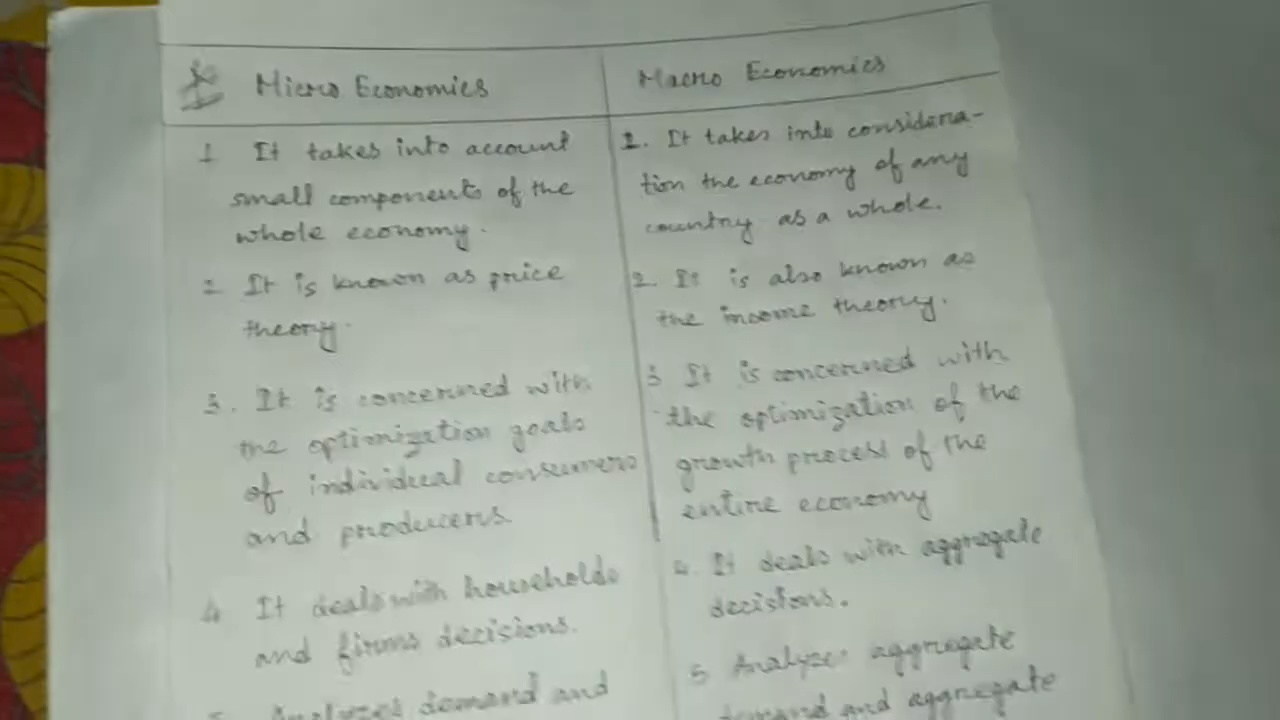 Micro Economics
1 It takes into account
small components of the
whole economy.
2 It is known as price
theory.
3. It is concerned with
the optimization goals
of individual consumers
and producers.
4 It deals with households
and firms decisions.
5 Analyzes demand and
Macro Economics
1. It takes into considera-
tion the economy of any
country as a whole.
2. It is also known as
the income theory.
3 It is concerned with
the optimization of the
growth process of the
entire economy
4. It deals with aggregate
decisions.
5 Analyzes aggregate
demand and aggregate